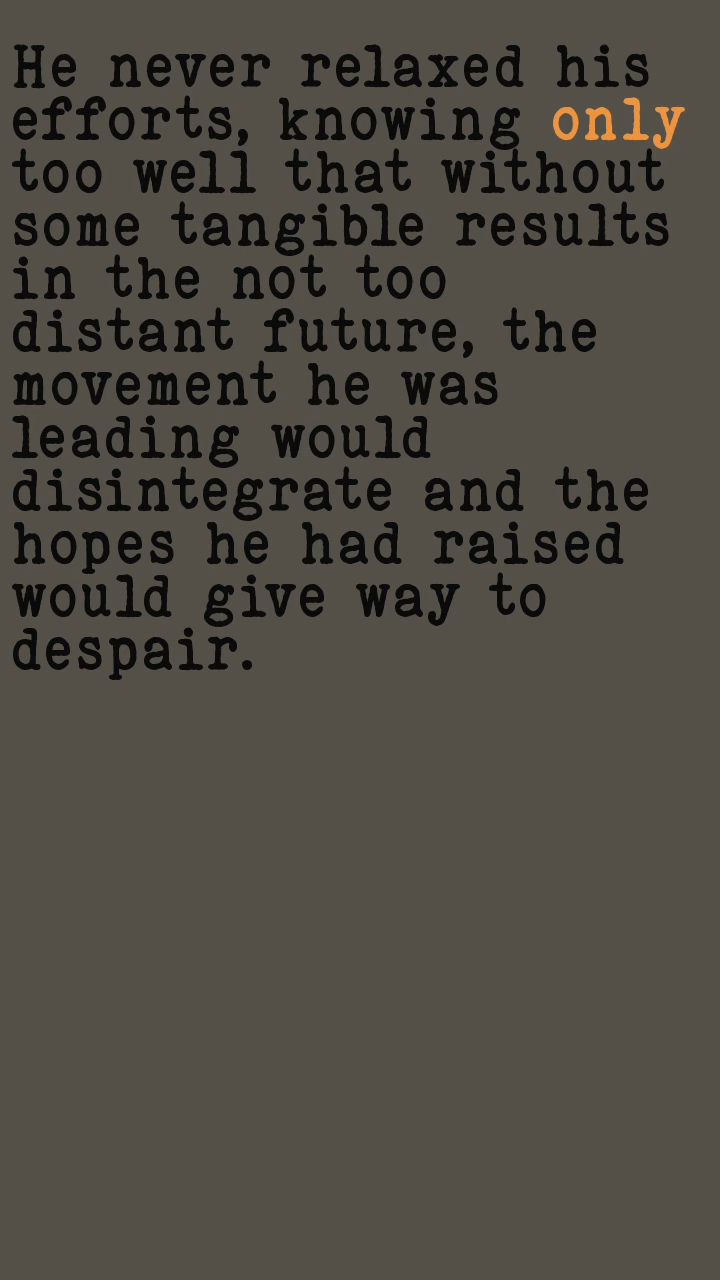 He never relaxed his
efforts, knowing only
too well that without
some tangible results
in the not too
distant future, the
movement he was
leading would
disintegrate and the
hopes he had raised
would give way to
despair.